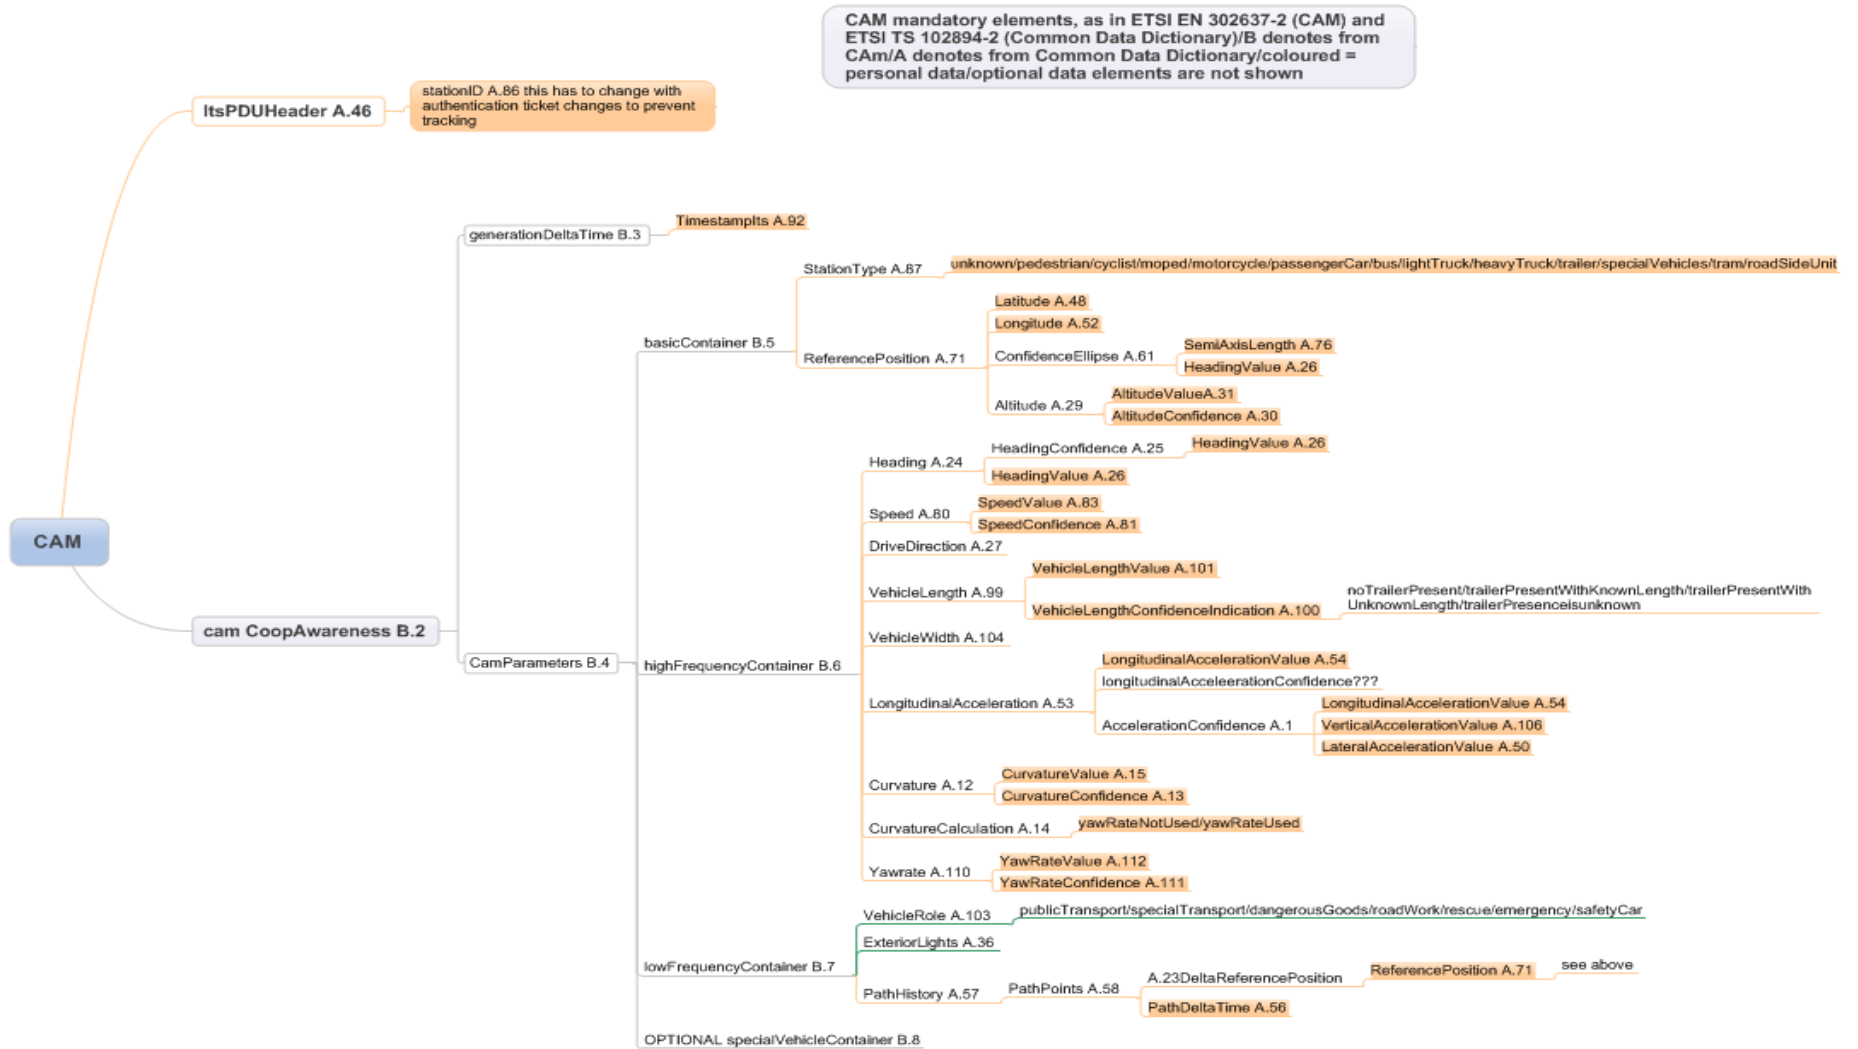 CAM mandatory elements, as in ETSI EN 302637-2 (CAM) and
ETSI TS 102894-2 (Common Data Dictionary)/B denotes from
CAm/A denotes from Common Data Dictionary/coloured =
personal data/optional data elements are not shown
ItsPDUHeader A.46
stationID A.86 this has to change with
authentication ticket changes to prevent
tracking
generationDeltaTime B.3
TimestampIts A.92
StationType A.87
unknown/pedestrian/cyclist/moped/motorcycle/passengerCar/bus/lightTruck/heavyTruck/trailer/specialVehicles/tram/roadSideUnit
basicContainer B.5
ReferencePosition A.71
Latitude A.48
Longitude A.52
ConfidenceEllipse A.61
SemiAxisLength A.76
HeadingValue A.26
Altitude A.29
AltitudeValueA.31
AltitudeConfidence A.30
Heading A.24
HeadingConfidence A.25
HeadingValue A.26
HeadingValue A.26
Speed A.80
SpeedValue A.83
SpeedConfidence A.81
DriveDirection A.27
VehicleLength A.99
VehicleLengthValue A.101
VehicleLengthConfidenceIndication A.100
noTrailerPresent/trailerPresentWithKnownLength/trailerPresentWith
UnknownLength/trailerPresenceisunknown
VehicleWidth A.104
CAM
cam CoopAwareness B.2
CamParameters B.4
highFrequencyContainer B.6
LongitudinalAcceleration A.53
LongitudinalAccelerationValue A.54
longitudinalAcceleerationConfidence???
AccelerationConfidence A.1
LongitudinalAccelerationValue A.54
VerticalAccelerationValue A.106
LateralAccelerationValue A.50
Curvature A.12
CurvatureValue A.15
CurvatureConfidence A.13
CurvatureCalculation A.14
yawRateNotUsed/yawRateUsed
Yawrate A.110
YawRateValue A.112
YawRateConfidence A.111
VehicleRole A.103
publicTransport/specialTransport/dangerousGoods/roadWork/rescue/emergency/safetyCar
ExteriorLights A.36
lowFrequencyContainer B.7
PathHistory A.57
PathPoints A.58
A.23DeltaReferencePosition
ReferencePosition A.71
see above
PathDeltaTime A.56
OPTIONAL specialVehicleContainer B.8